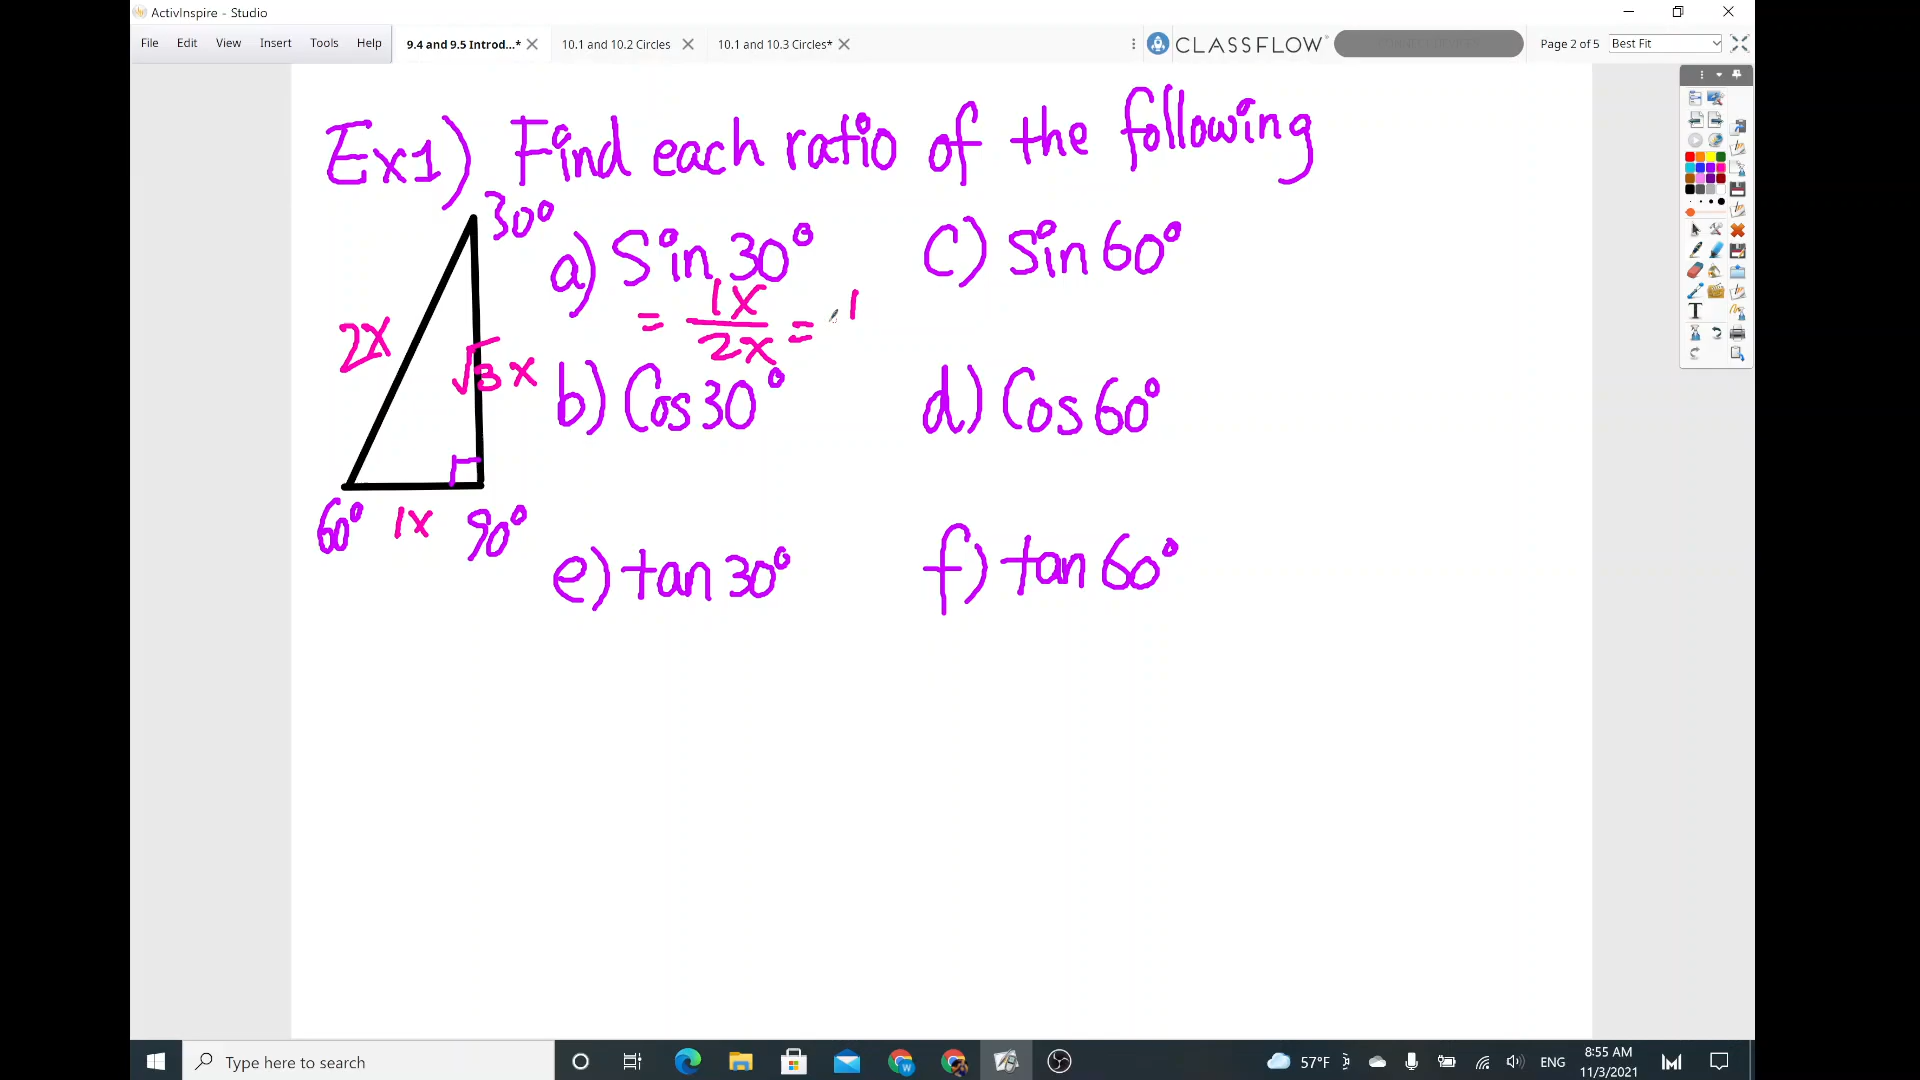 ActivInspire - Studio
File Edit View Insert Tools Help
9.4 and 9.5 Introd...* 10.1 and 10.2 Circles 10.1 and 10.3 Circles*
CLASSFLOW
Page 2 of 5 Best Fit
Ex1) Find each ratio of the following
30°
a) Sin 30° c) Sin 60°
= 1x/2x = 1
2x √3 x
b) Cos 30° d) Cos 60°
60° 1x 90°
e) tan 30° f) tan 60°
T
Type here to search
57°F ENG 8:55 AM
11/3/2021